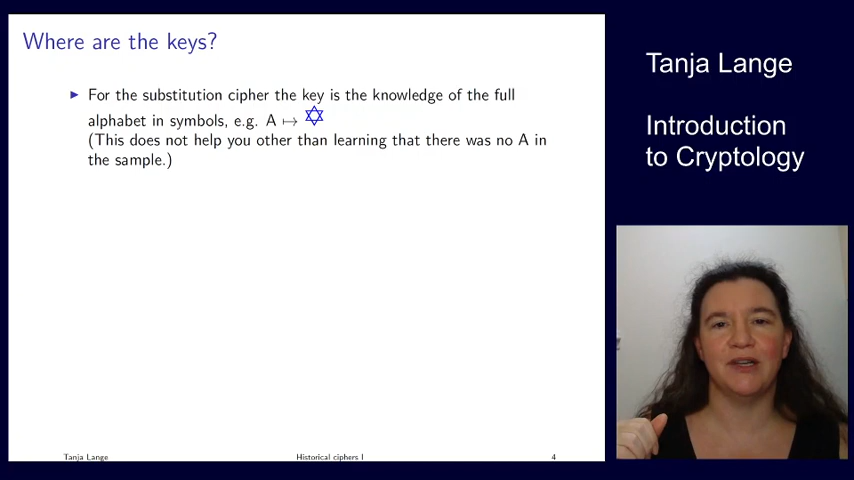 Where are the keys?
▶ For the substitution cipher the key is the knowledge of the full
alphabet in symbols, e.g. A ↦ ✡
(This does not help you other than learning that there was no A in
the sample.)
Tanja Lange
Historical ciphers I
4
Tanja Lange
Introduction
to Cryptology